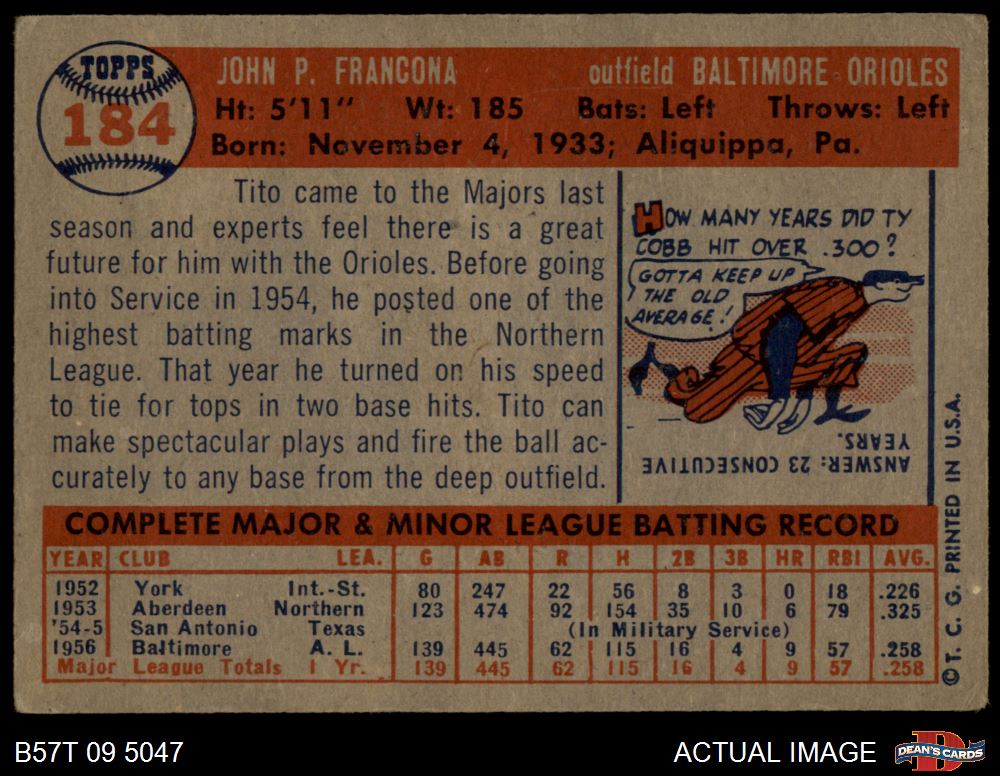 TOPPS
184
JOHN P. FRANCONA outfield BALTIMORE ORIOLES
Ht: 5'11" Wt: 185 Bats: Left Throws: Left
Born: November 4, 1933; Aliquippa, Pa.
Tito came to the Majors last
season and experts feel there is a great
future for him with the Orioles. Before going
into Service in 1954, he posted one of the
highest batting marks in the Northern
League. That year he turned on his speed
to tie for tops in two base hits. Tito can
make spectacular plays and fire the ball ac-
curately to any base from the deep outfield.
HOW MANY YEARS DID TY
COBB HIT OVER .300?
GOTTA KEEP UP
THE OLD
AVERAGE!
ANSWER: 23 CONSECUTIVE
YEARS.
COMPLETE MAJOR & MINOR LEAGUE BATTING RECORD
YEAR CLUB LEA. G AB R H 2B 3B HR RBI AVG.
1952 York Int.-St. 80 247 22 56 8 3 0 18 .226
1953 Aberdeen Northern 123 474 92 154 35 10 6 79 .325
'54-5 San Antonio Texas (In Military Service)
1956 Baltimore A. L. 139 445 62 115 16 4 9 57 .258
Major League Totals 1 Yr. 139 445 62 115 16 4 9 57 .258
©T. C. G. PRINTED IN U.S.A.
B57T 09 5047 ACTUAL IMAGE DEAN'S CARDS